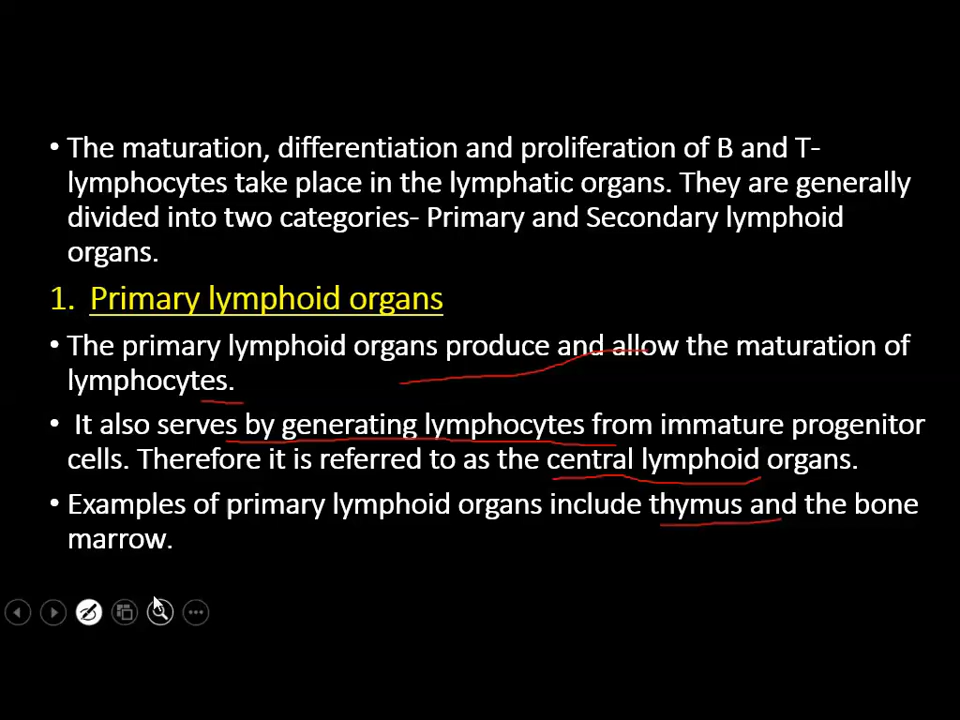 • The maturation, differentiation and proliferation of B and T-
lymphocytes take place in the lymphatic organs. They are generally
divided into two categories- Primary and Secondary lymphoid
organs.
1. Primary lymphoid organs
• The primary lymphoid organs produce and allow the maturation of
lymphocytes.
• It also serves by generating lymphocytes from immature progenitor
cells. Therefore it is referred to as the central lymphoid organs.
• Examples of primary lymphoid organs include thymus and the bone
marrow.